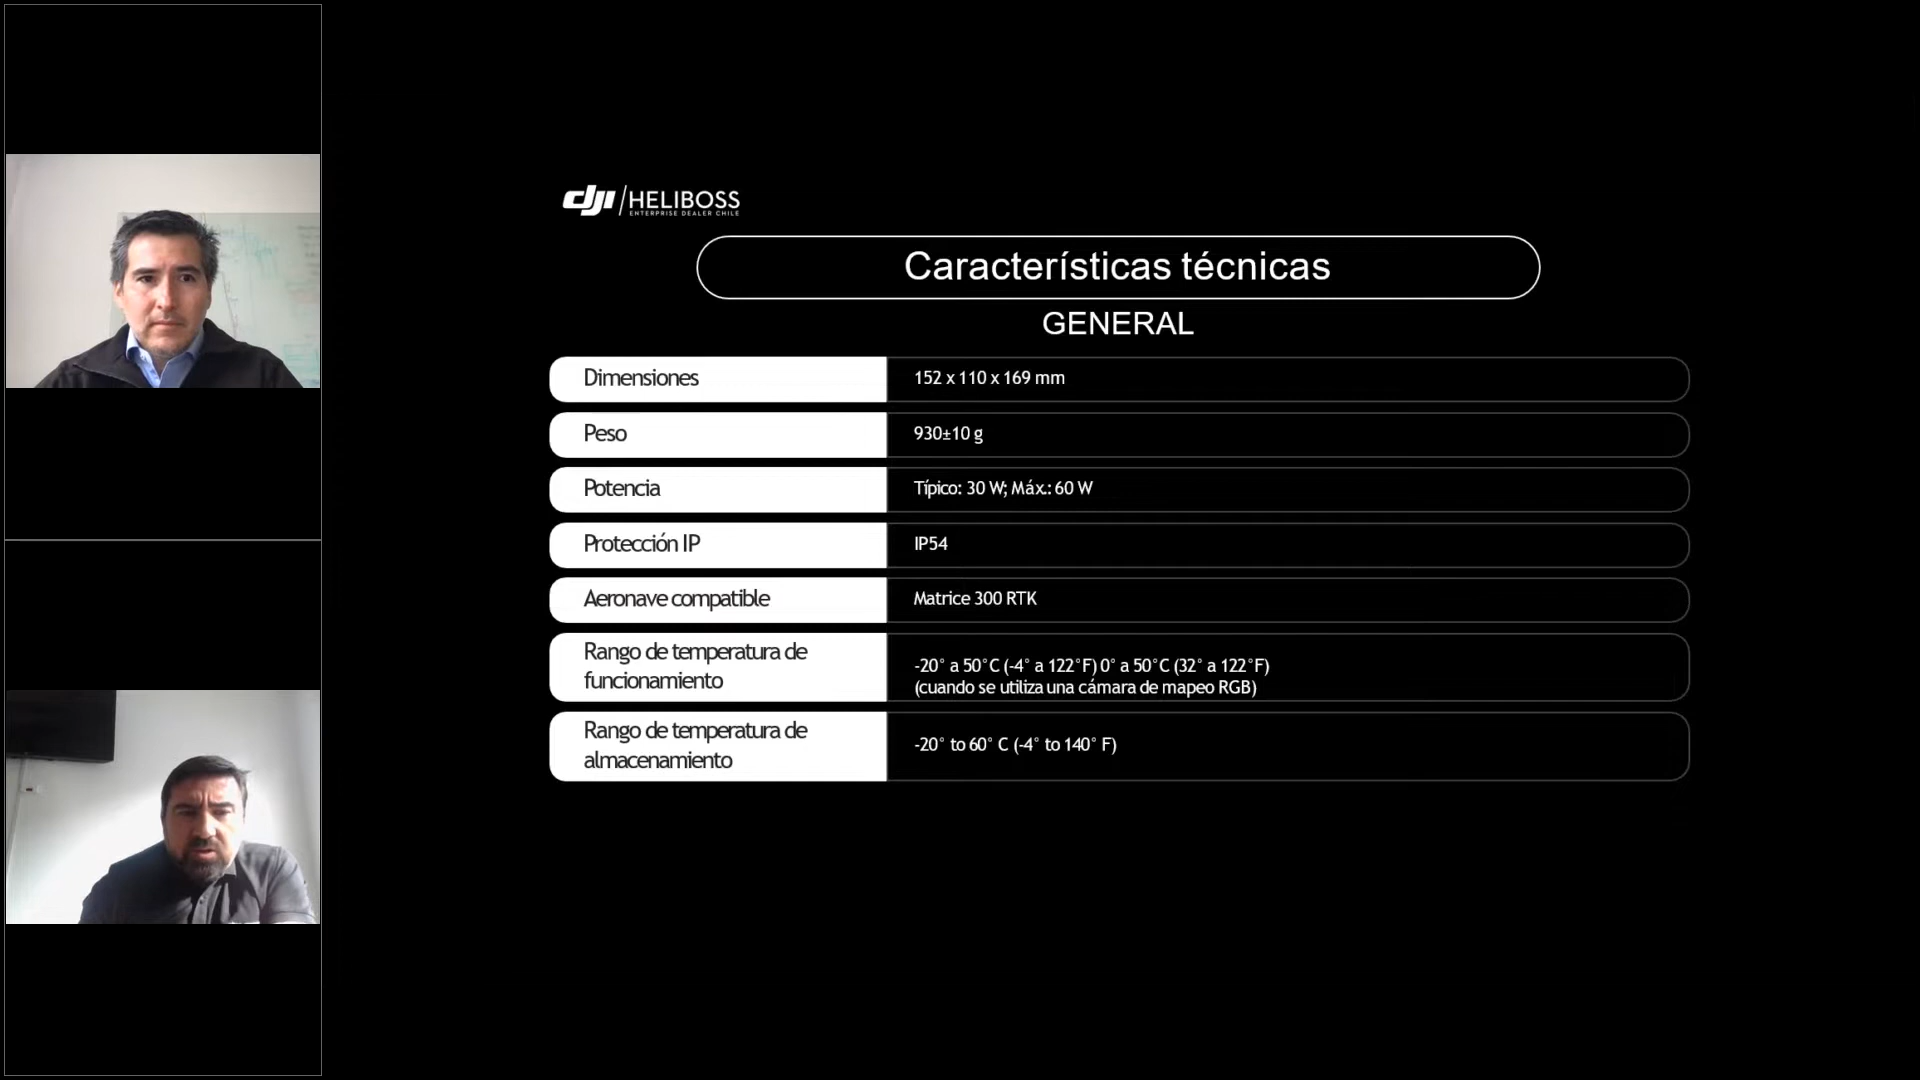 dji HELIBOSS
ENTERPRISE DEALER CHILE
Características técnicas
GENERAL
Dimensiones 152 x 110 x 169 mm
Peso 930±10 g
Potencia Típico: 30 W; Máx.: 60 W
Protección IP IP54
Aeronave compatible Matrice 300 RTK
Rango de temperatura de
funcionamiento
-20° a 50°C (-4° a 122°F) 0° a 50°C (32° a 122°F)
(cuando se utiliza una cámara de mapeo RGB)
Rango de temperatura de
almacenamiento
-20° to 60° C (-4° to 140° F)